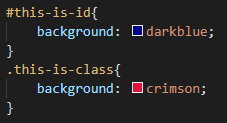 #this-is-id{
    background: darkblue;
}
.this-is-class{
    background: crimson;
}